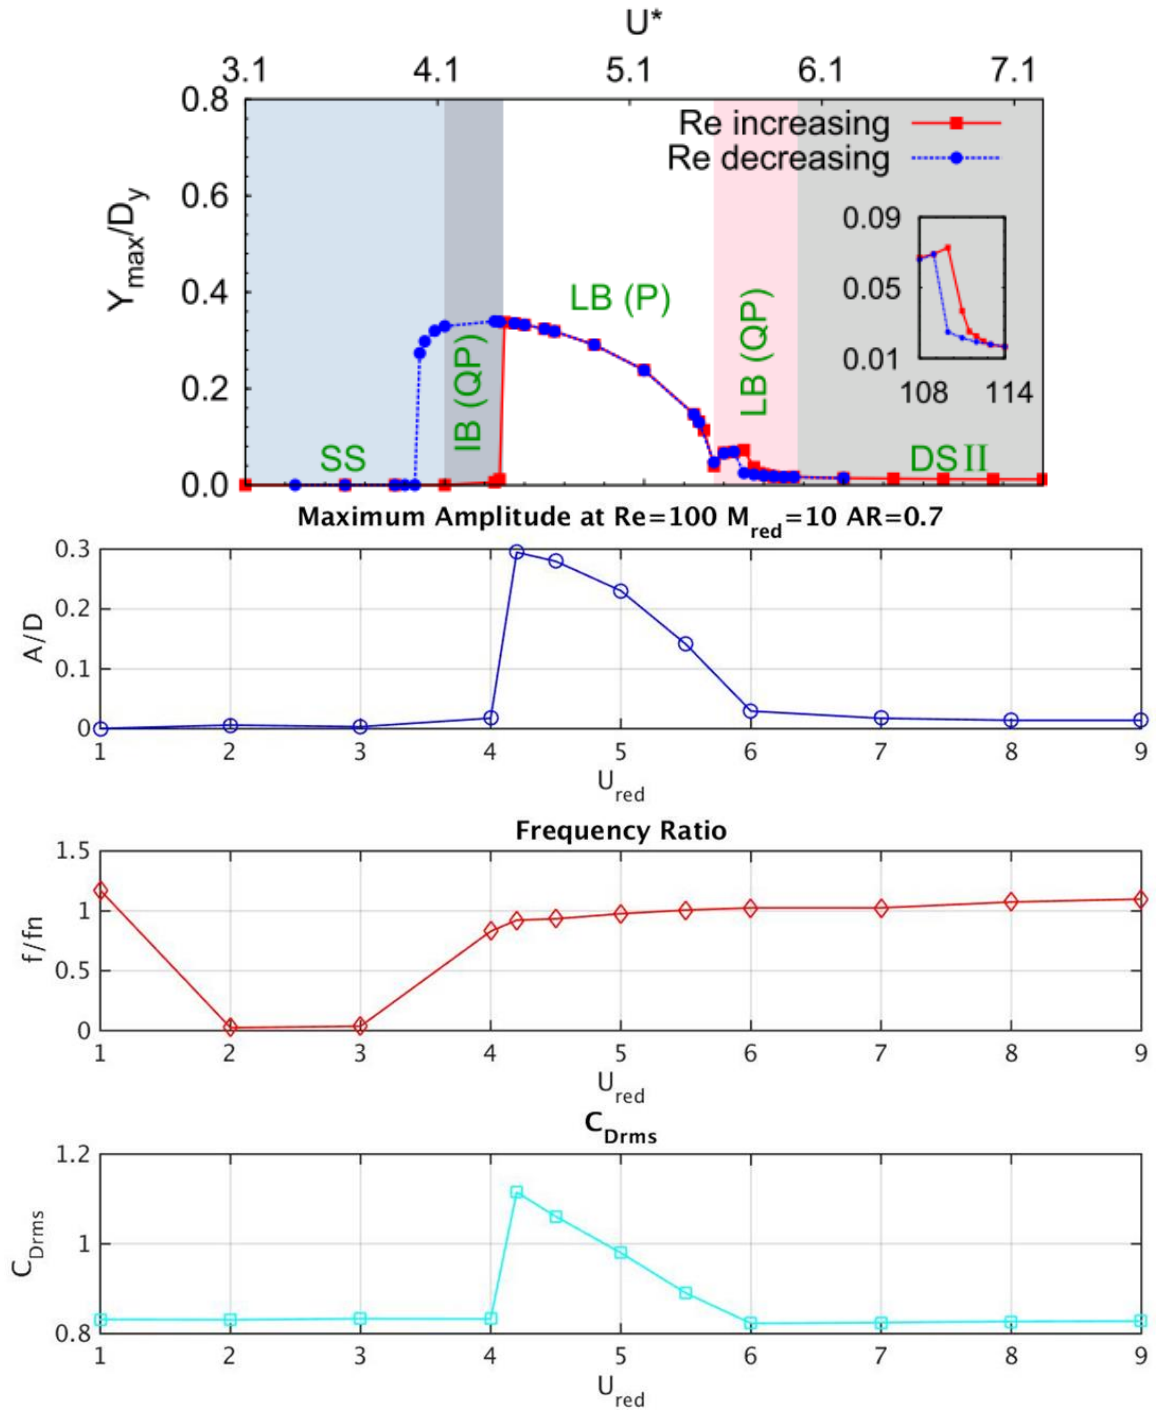 U*
3.1 4.1 5.1 6.1 7.1
0.8
0.6
0.4
0.2
0.0
Ymax/Dy
Re increasing
Re decreasing
SS
IB (QP)
LB (P)
LB (QP)
DS II
0.09
0.05
0.01
108 114
Maximum Amplitude at Re=100 Mred=10 AR=0.7
0.3
0.2
0.1
0
A/D
1 2 3 4 5 6 7 8 9
Ured
Frequency Ratio
1.5
1
0.5
0
f/fn
1 2 3 4 5 6 7 8 9
Ured
CDrms
1.2
1
0.8
CDrms
1 2 3 4 5 6 7 8 9
Ured